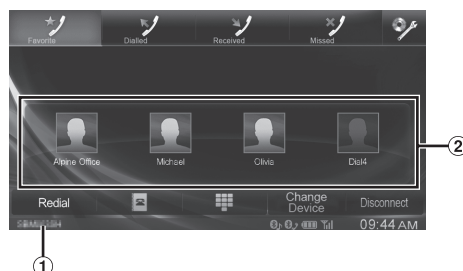 Favorite Dialled Received Missed
Alpine Office Michael Olivia Dial4
2
Redial Change Device Disconnect
09:44 AM
1